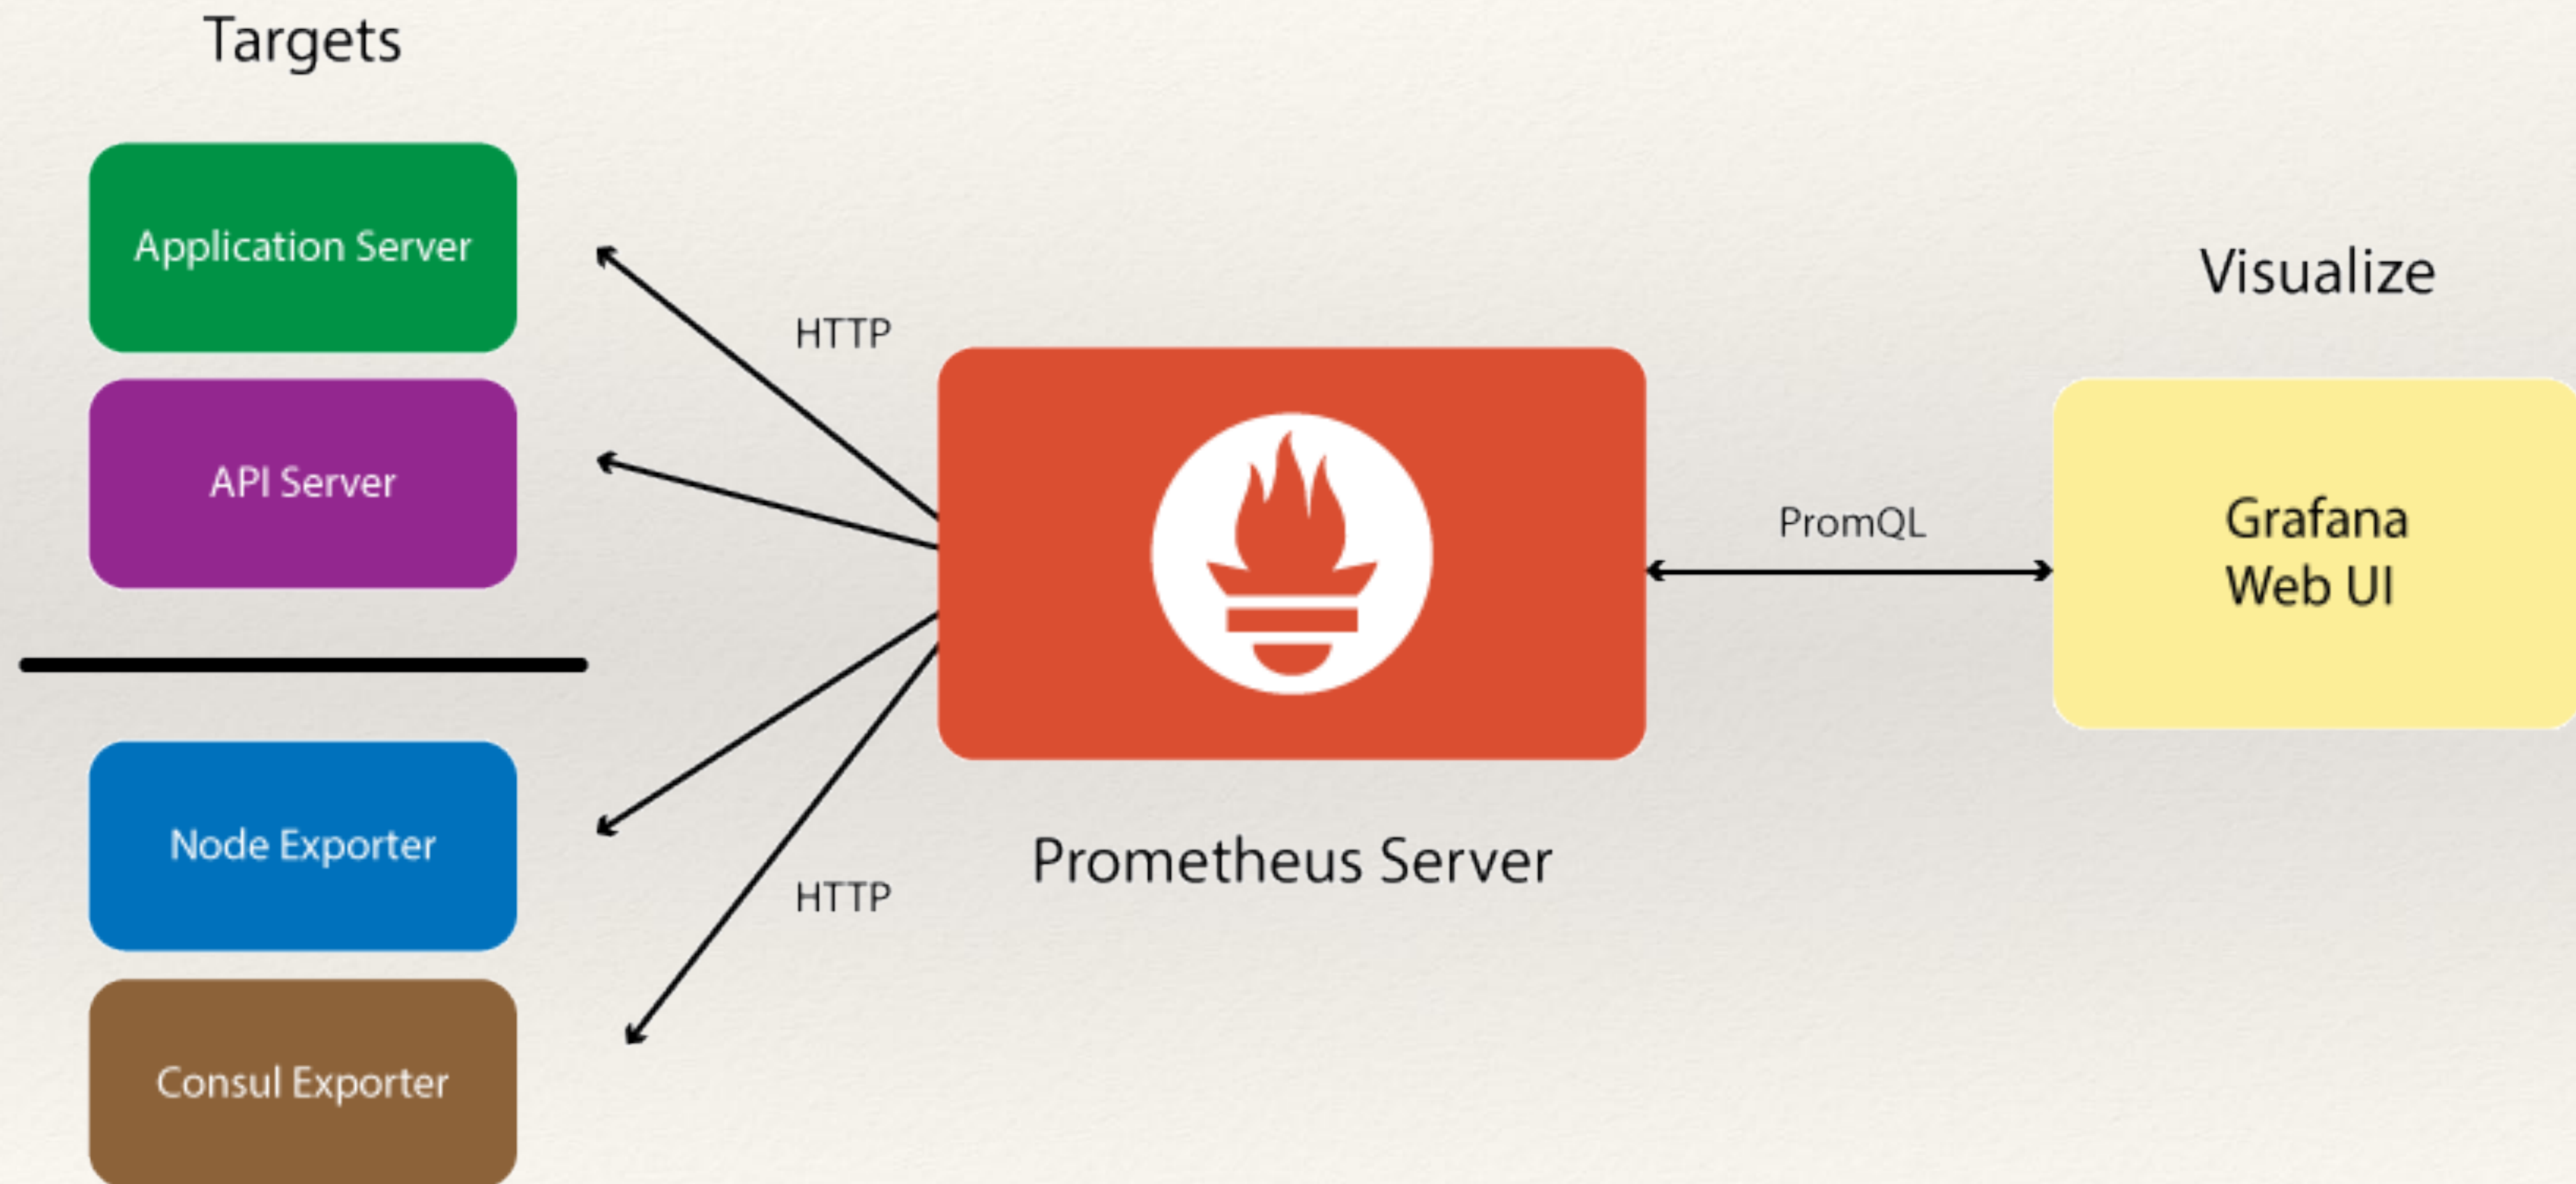 Targets
Application Server
API Server
Node Exporter
Consul Exporter
HTTP
HTTP
Prometheus Server
PromQL
Visualize
Grafana
Web UI